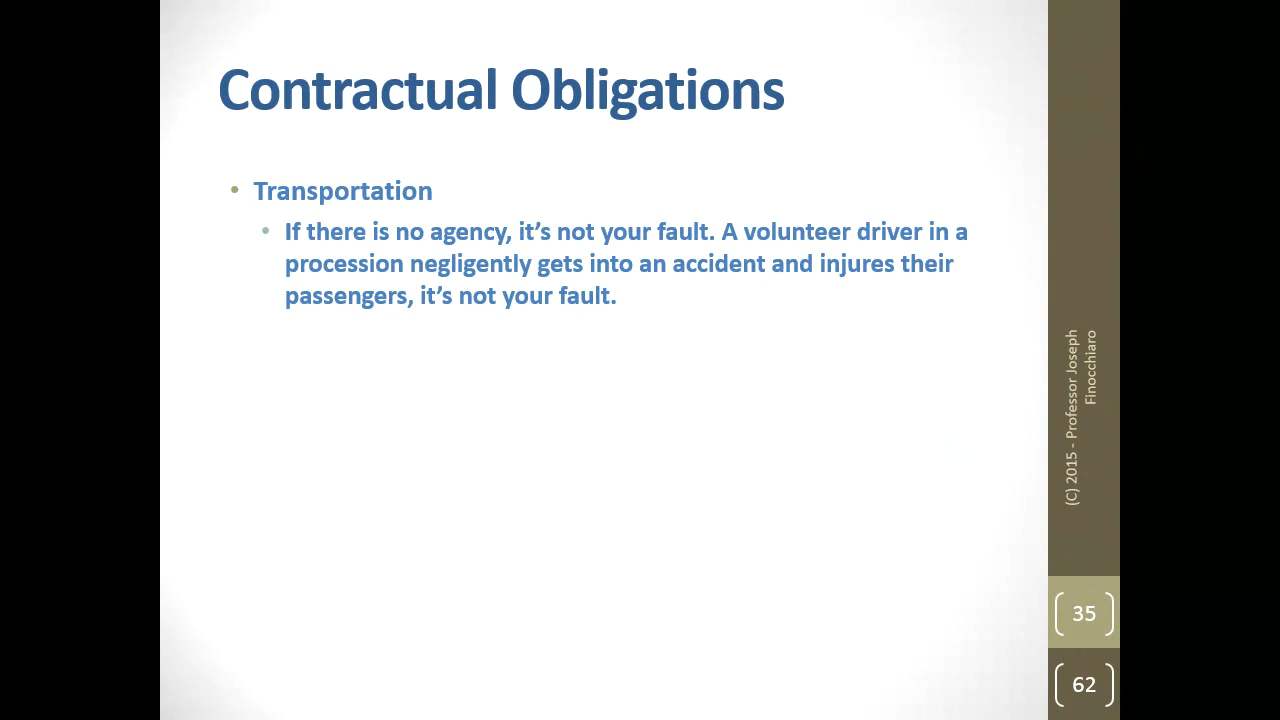 Contractual Obligations
• Transportation
• If there is no agency, it’s not your fault. A volunteer driver in a
procession negligently gets into an accident and injures their
passengers, it’s not your fault.
(C) 2015 - Professor Joseph
Finocchiaro
35
62